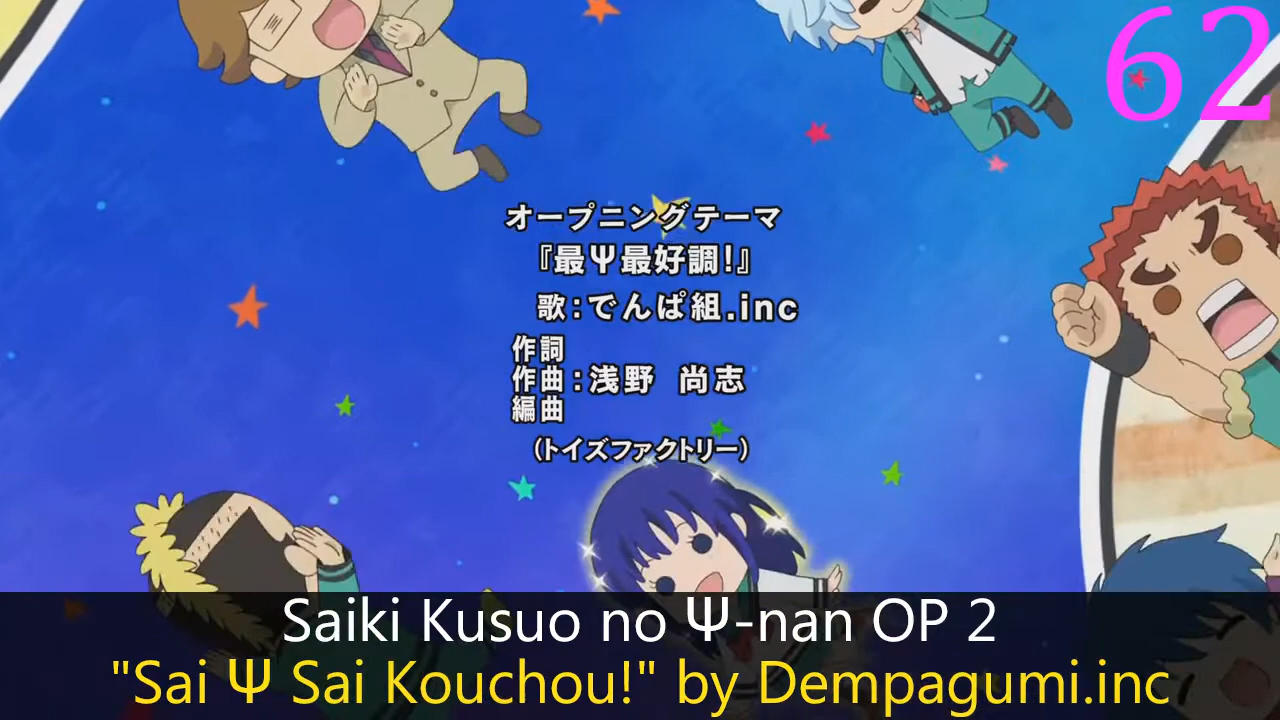 62
オープニングテーマ
『最Ψ最好調!』
歌:でんぱ組.inc
作詞
作曲:浅野 尚志
編曲
(トイズファクトリー)
Saiki Kusuo no Ψ-nan OP 2
"Sai Ψ Sai Kouchou!" by Dempagumi.inc